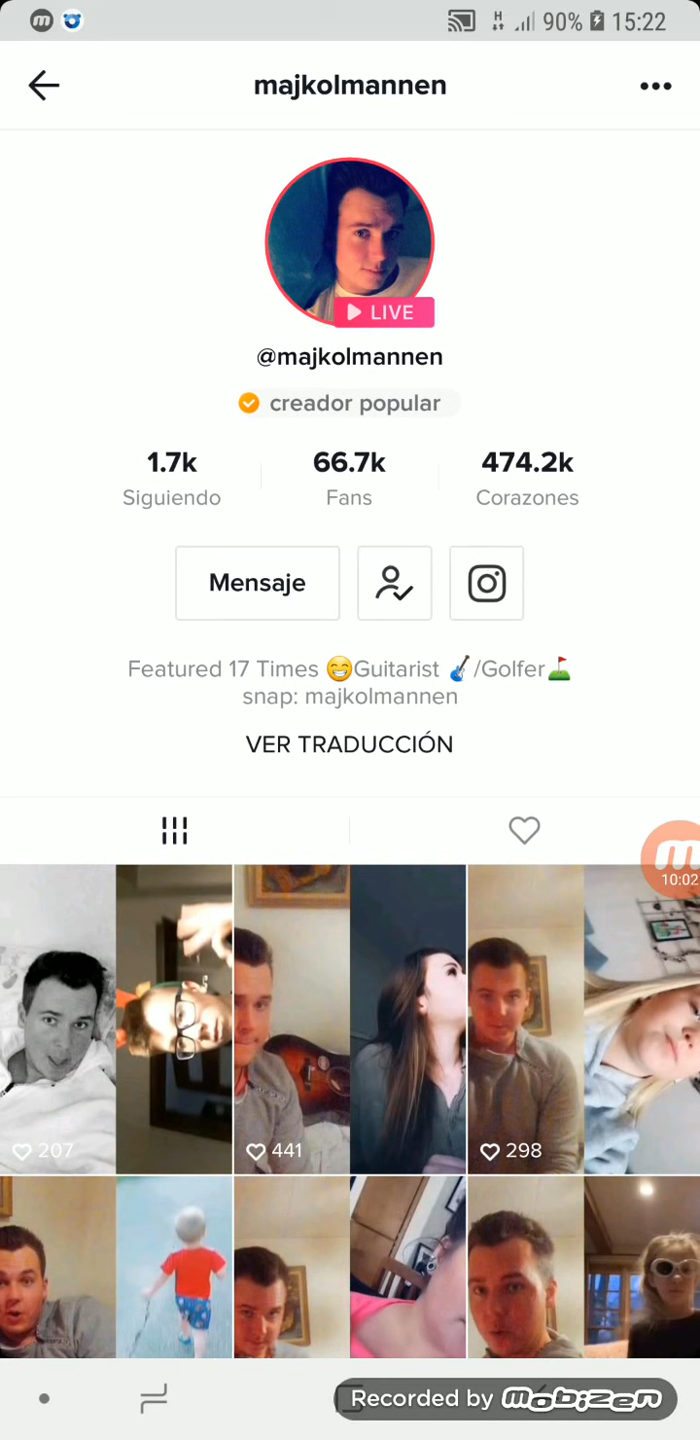 90% 15:22
majkolmannen
LIVE
@majkolmannen
creador popular
1.7k 66.7k 474.2k
Siguiendo Fans Corazones
Mensaje
Featured 17 Times 😁Guitarist 🎸/Golfer⛳
snap: majkolmannen
VER TRADUCCIÓN
10:02
207 441 298
Recorded by mobizen